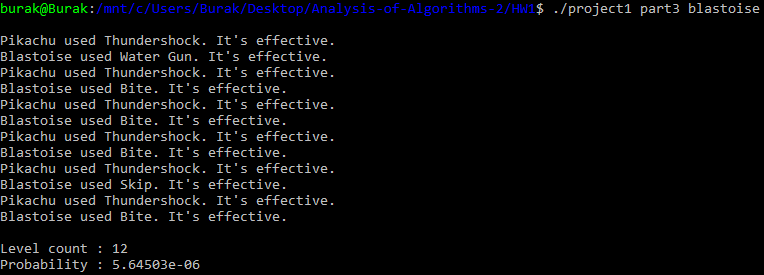 burak@Burak:/mnt/c/Users/Burak/Desktop/Analysis-of-Algorithms-2/HW1$ ./project1 part3 blastoise
Pikachu used Thundershock. It's effective.
Blastoise used Water Gun. It's effective.
Pikachu used Thundershock. It's effective.
Blastoise used Bite. It's effective.
Pikachu used Thundershock. It's effective.
Blastoise used Bite. It's effective.
Pikachu used Thundershock. It's effective.
Blastoise used Bite. It's effective.
Pikachu used Thundershock. It's effective.
Blastoise used Skip. It's effective.
Pikachu used Thundershock. It's effective.
Blastoise used Bite. It's effective.
Level count : 12
Probability : 5.64503e-06